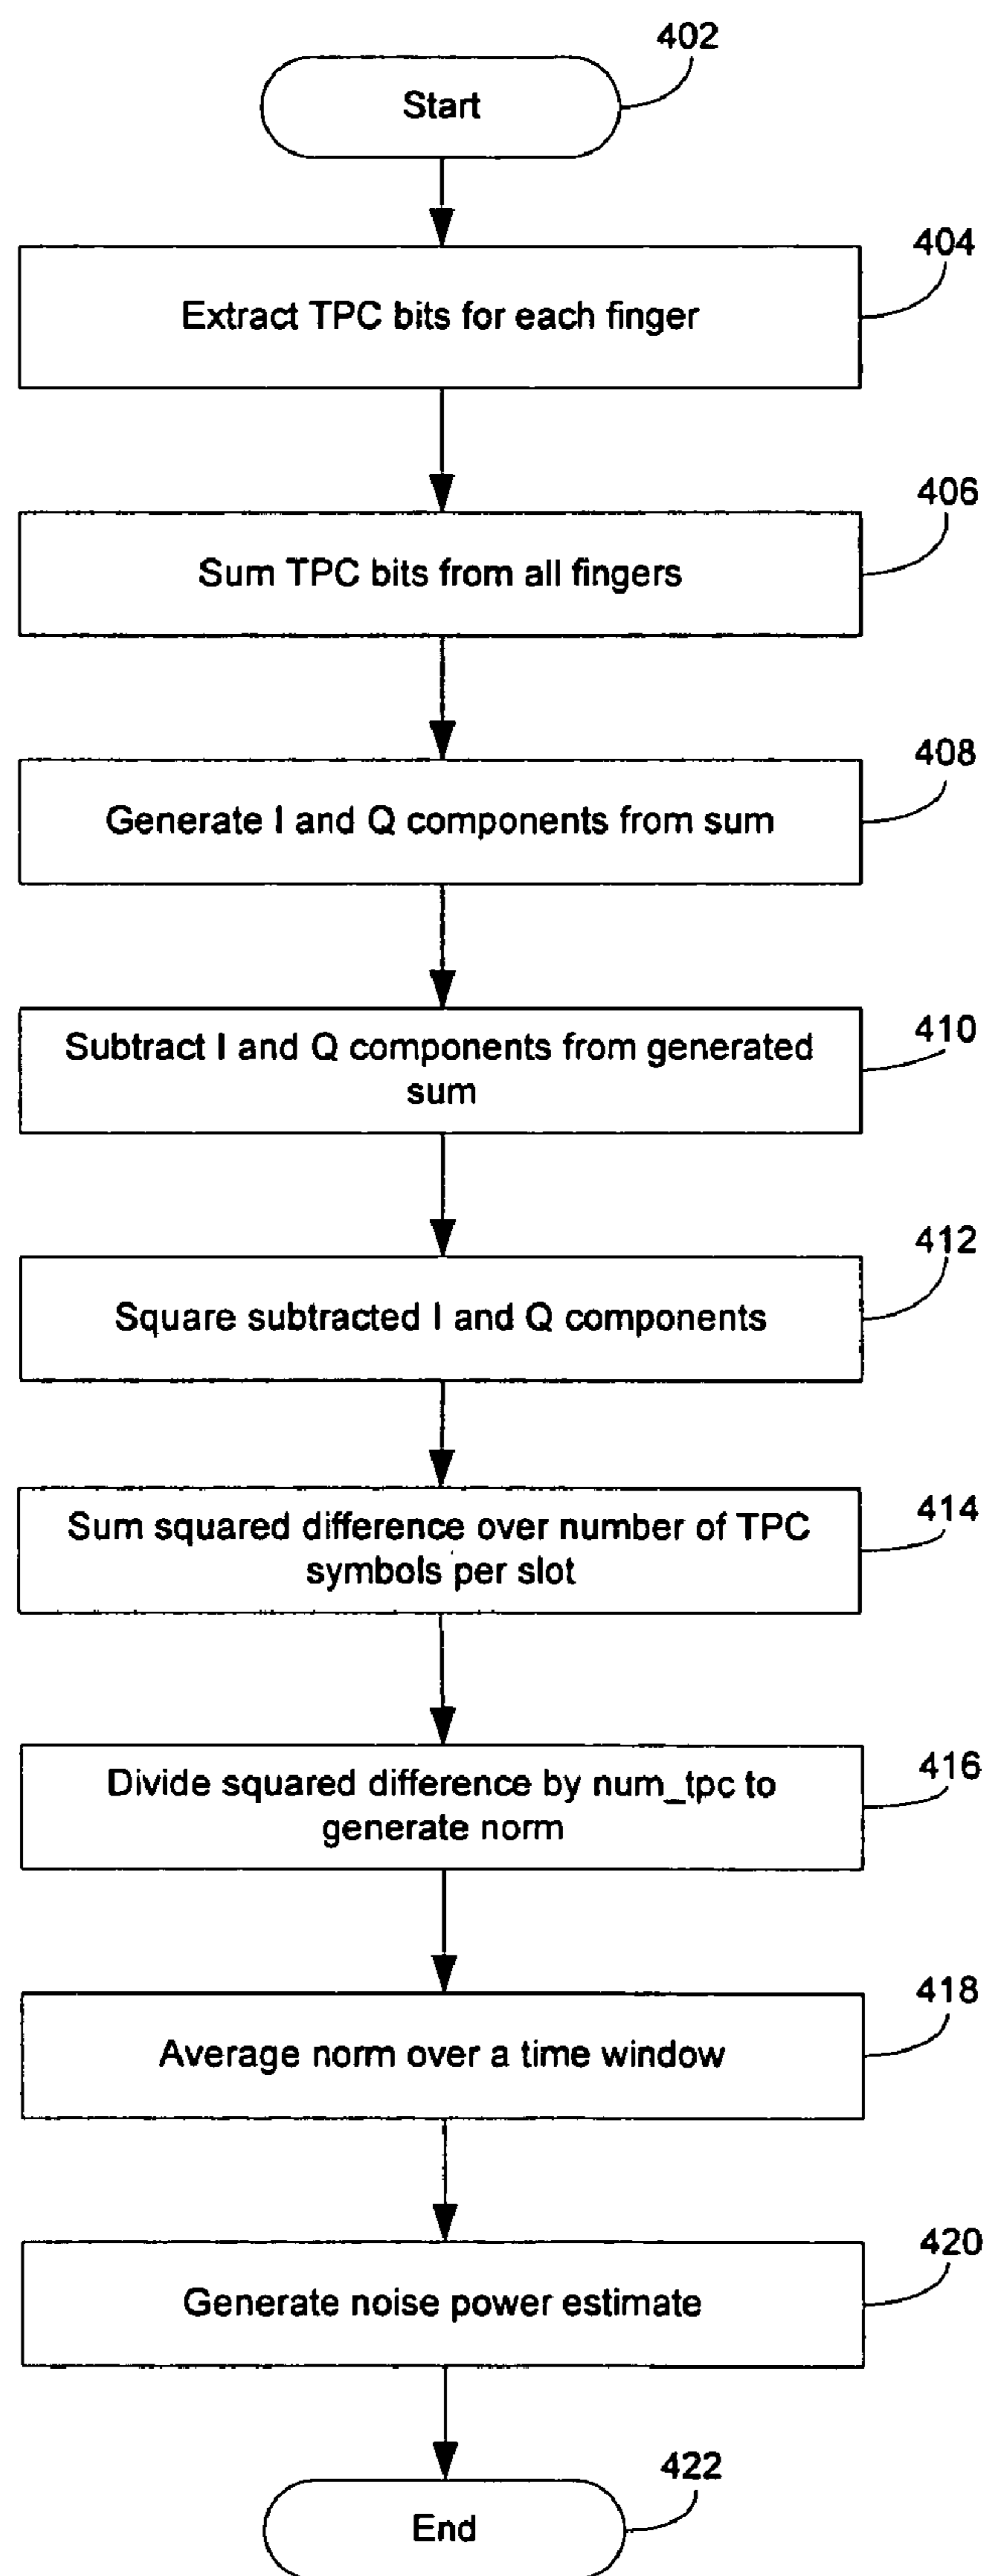 402
Start
404
Extract TPC bits for each finger
406
Sum TPC bits from all fingers
408
Generate I and Q components from sum
410
Subtract I and Q components from generated
sum
412
Square subtracted I and Q components
414
Sum squared difference over number of TPC
symbols per slot
416
Divide squared difference by num_tpc to
generate norm
418
Average norm over a time window
420
Generate noise power estimate
422
End